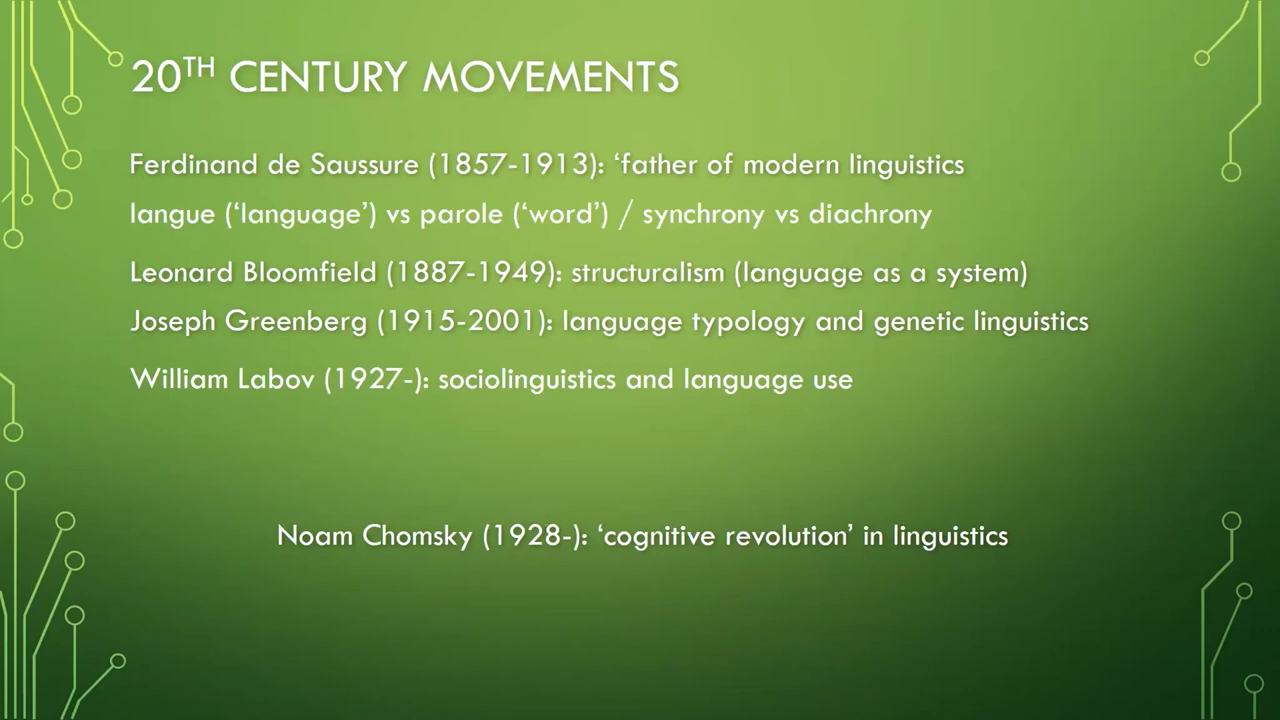 20TH CENTURY MOVEMENTS
Ferdinand de Saussure (1857-1913): ‘father of modern linguistics
langue (‘language’) vs parole (‘word’) / synchrony vs diachrony
Leonard Bloomfield (1887-1949): structuralism (language as a system)
Joseph Greenberg (1915-2001): language typology and genetic linguistics
William Labov (1927-): sociolinguistics and language use
Noam Chomsky (1928-): ‘cognitive revolution’ in linguistics